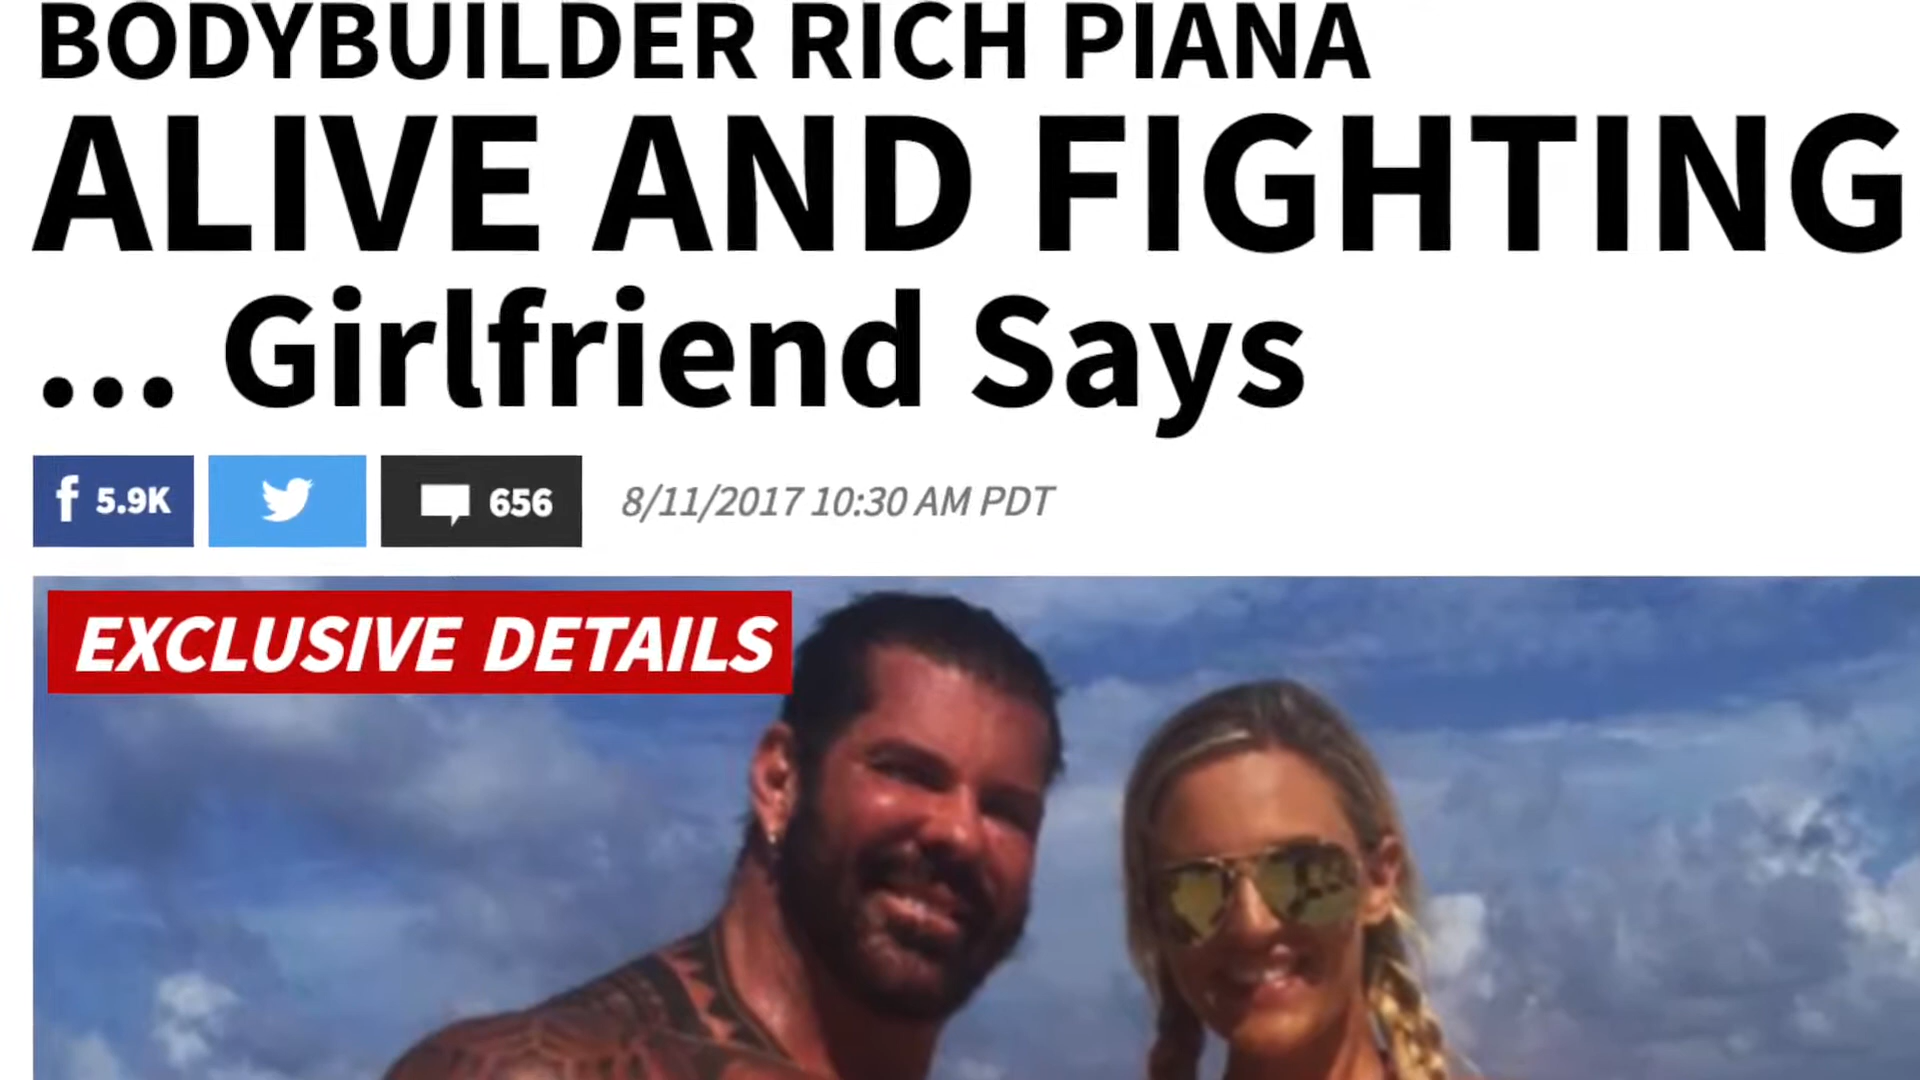 BODYBUILDER RICH PIANA
ALIVE AND FIGHTING
... Girlfriend Says
f 5.9K 656 8/11/2017 10:30 AM PDT
EXCLUSIVE DETAILS